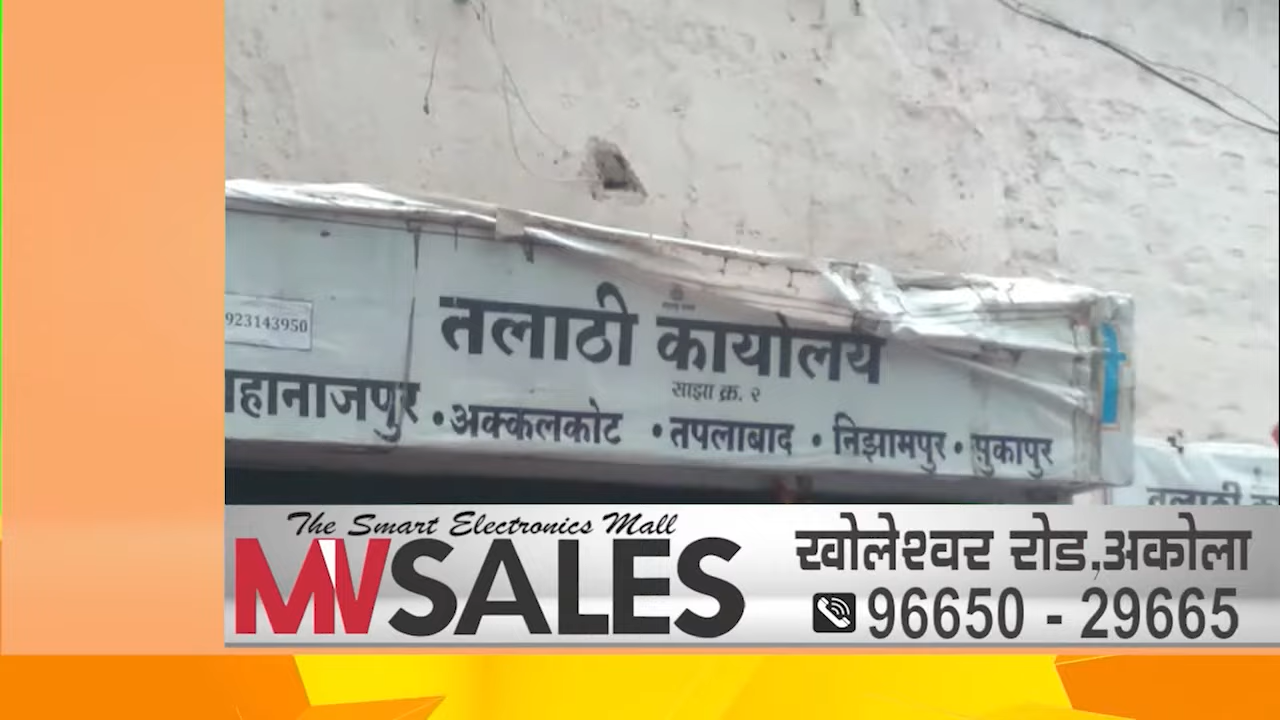 923143950
तलाठी कार्यालय
साझा क्र. २
हानाजपुर • अक्कलकोट • तपलाबाद • निझामपुर • सुकापुर
तलाठी
The Smart Electronics Mall
MV SALES
खोलेश्वर रोड,अकोला
96650 - 29665